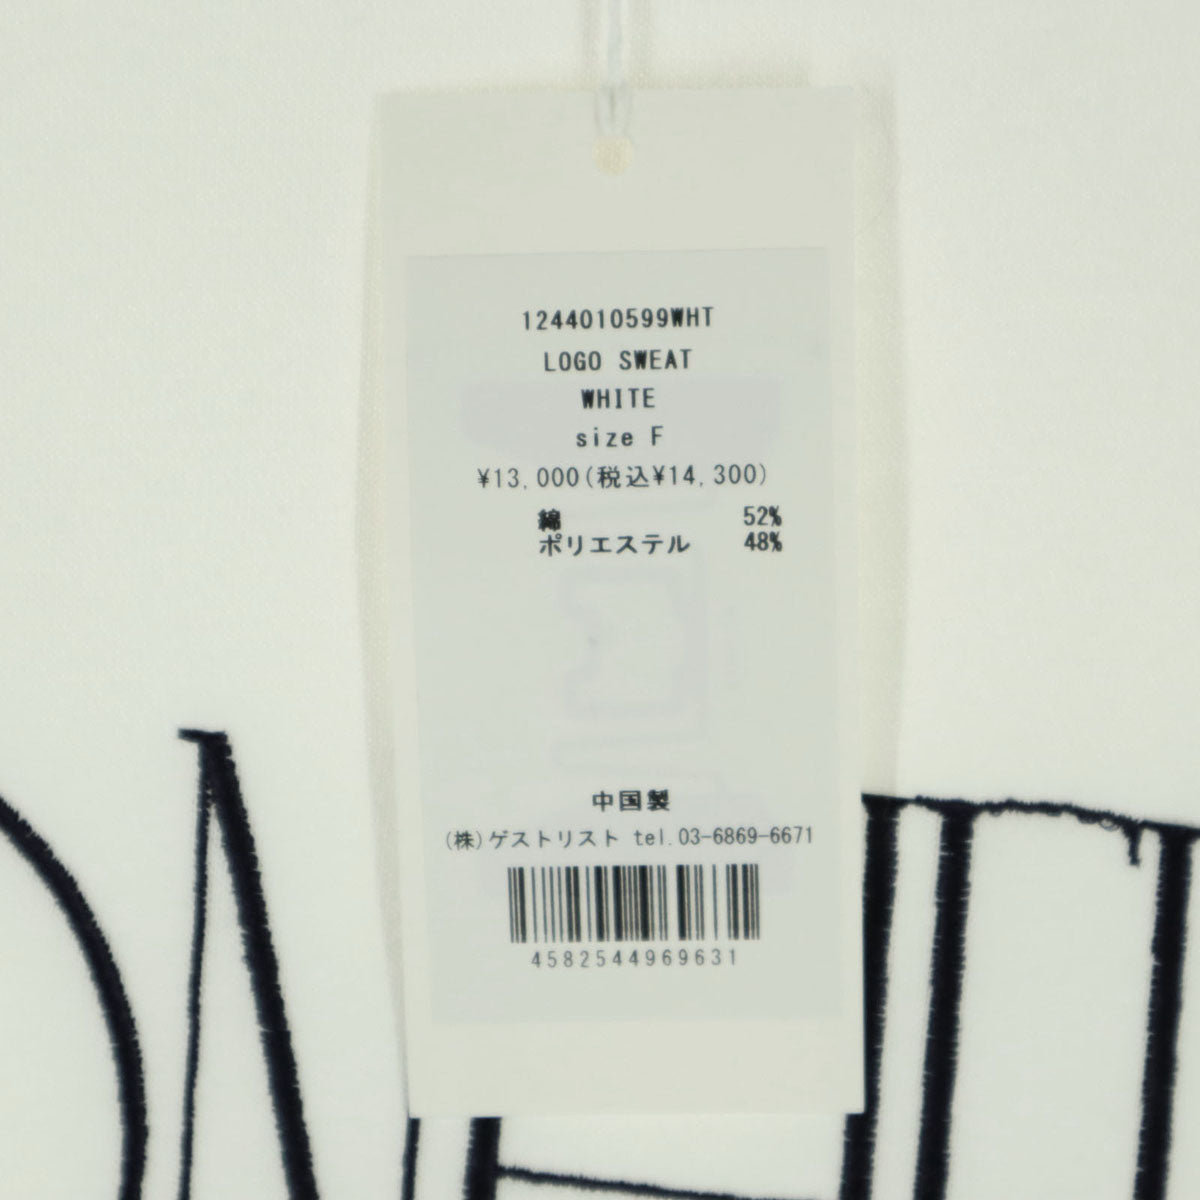 1244010599WHT
LOGO SWEAT
WHITE
size F
¥13,000(税込¥14,300)
綿 52%
ポリエステル 48%
中国製
(株)ゲストリスト tel.03-6869-6671
4582544969631